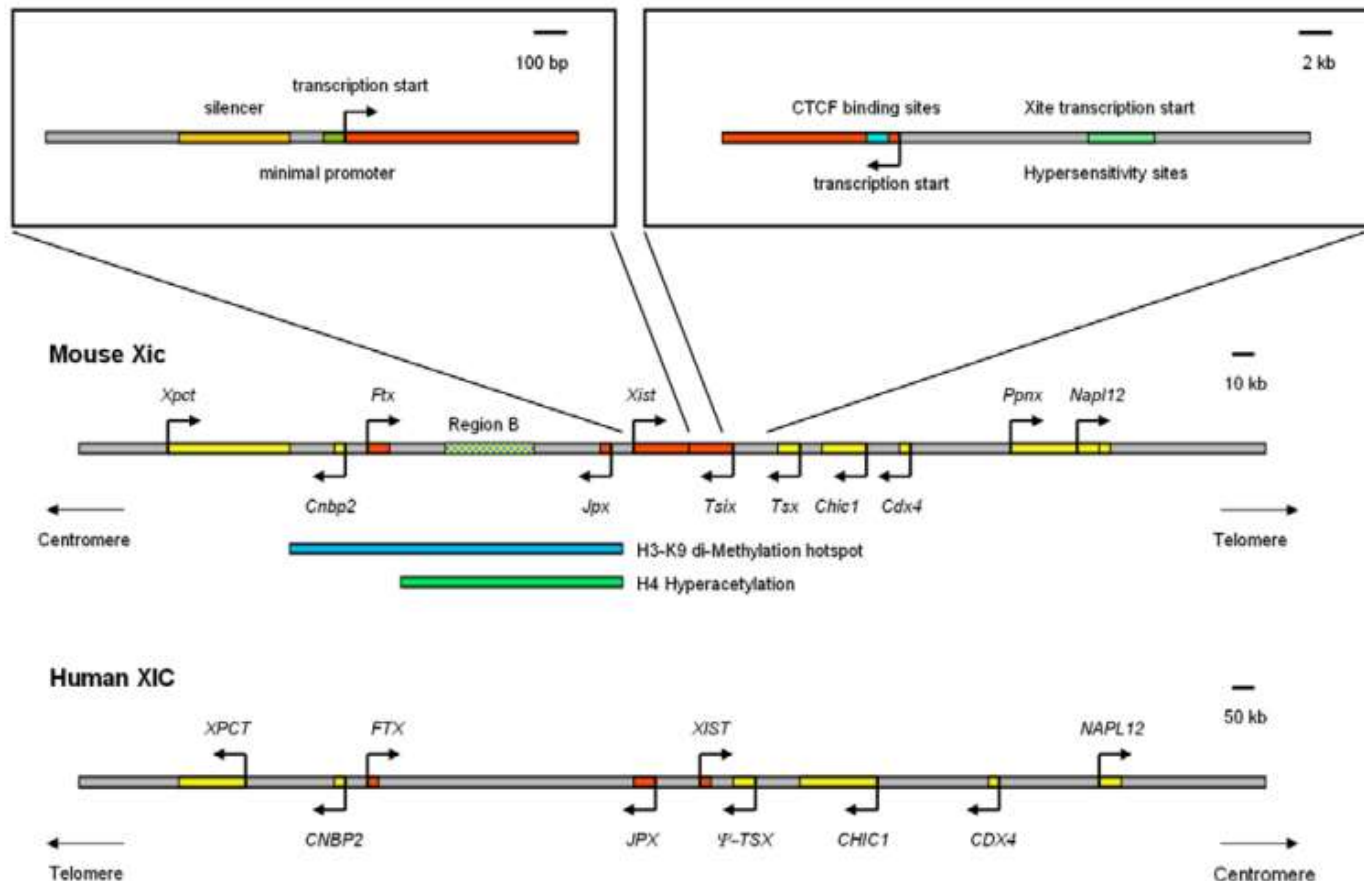 100 bp
transcription start
silencer
minimal promoter
2 kb
CTCF binding sites
Xite transcription start
transcription start
Hypersensitivity sites
Mouse Xic
10 kb
Xpct
Ftx
Region B
Xist
Ppnx
Napl12
Cnbp2
Jpx
Tsix
Tsx
Chic1
Cdx4
Centromere
Telomere
H3-K9 di-Methylation hotspot
H4 Hyperacetylation
Human XIC
50 kb
XPCT
FTX
XIST
NAPL12
CNBP2
JPX
Ψ-TSX
CHIC1
CDX4
Telomere
Centromere